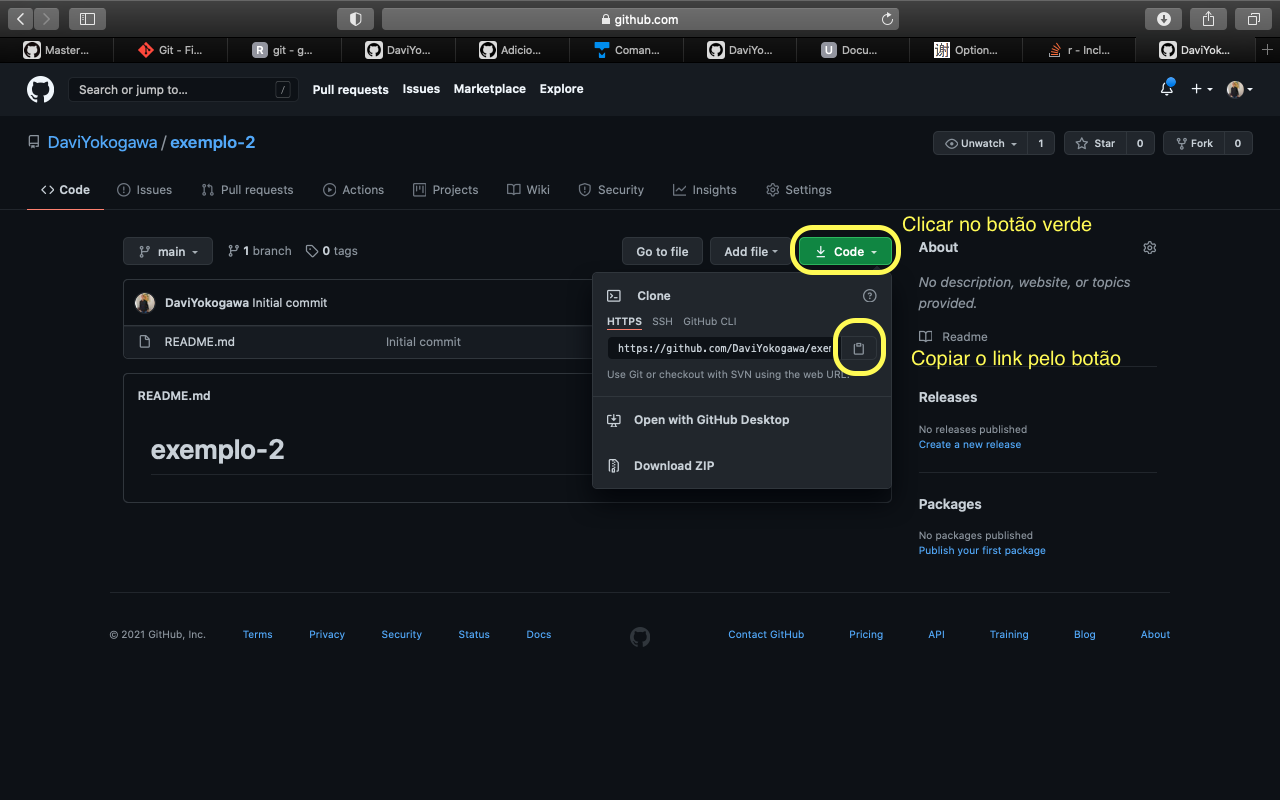 github.com
Master... Git - Fi... R git - g... DaviYo... Adicio... Coman... DaviYo... U Docu... 谢 Option... r - Incl... DaviYok...
Search or jump to... / Pull requests Issues Marketplace Explore
DaviYokogawa / exemplo-2 Unwatch 1 Star 0 Fork 0
<> Code Issues Pull requests Actions Projects Wiki Security Insights Settings
Clicar no botão verde
main 1 branch 0 tags Go to file Add file Code
About
No description, website, or topics
provided.
Readme
Copiar o link pelo botão
DaviYokogawa Initial commit
README.md Initial commit
Clone
HTTPS SSH GitHub CLI
https://github.com/DaviYokogawa/exem
Use Git or checkout with SVN using the web URL.
Open with GitHub Desktop
Download ZIP
README.md
exemplo-2
Releases
No releases published
Create a new release
Packages
No packages published
Publish your first package
© 2021 GitHub, Inc. Terms Privacy Security Status Docs Contact GitHub Pricing API Training Blog About